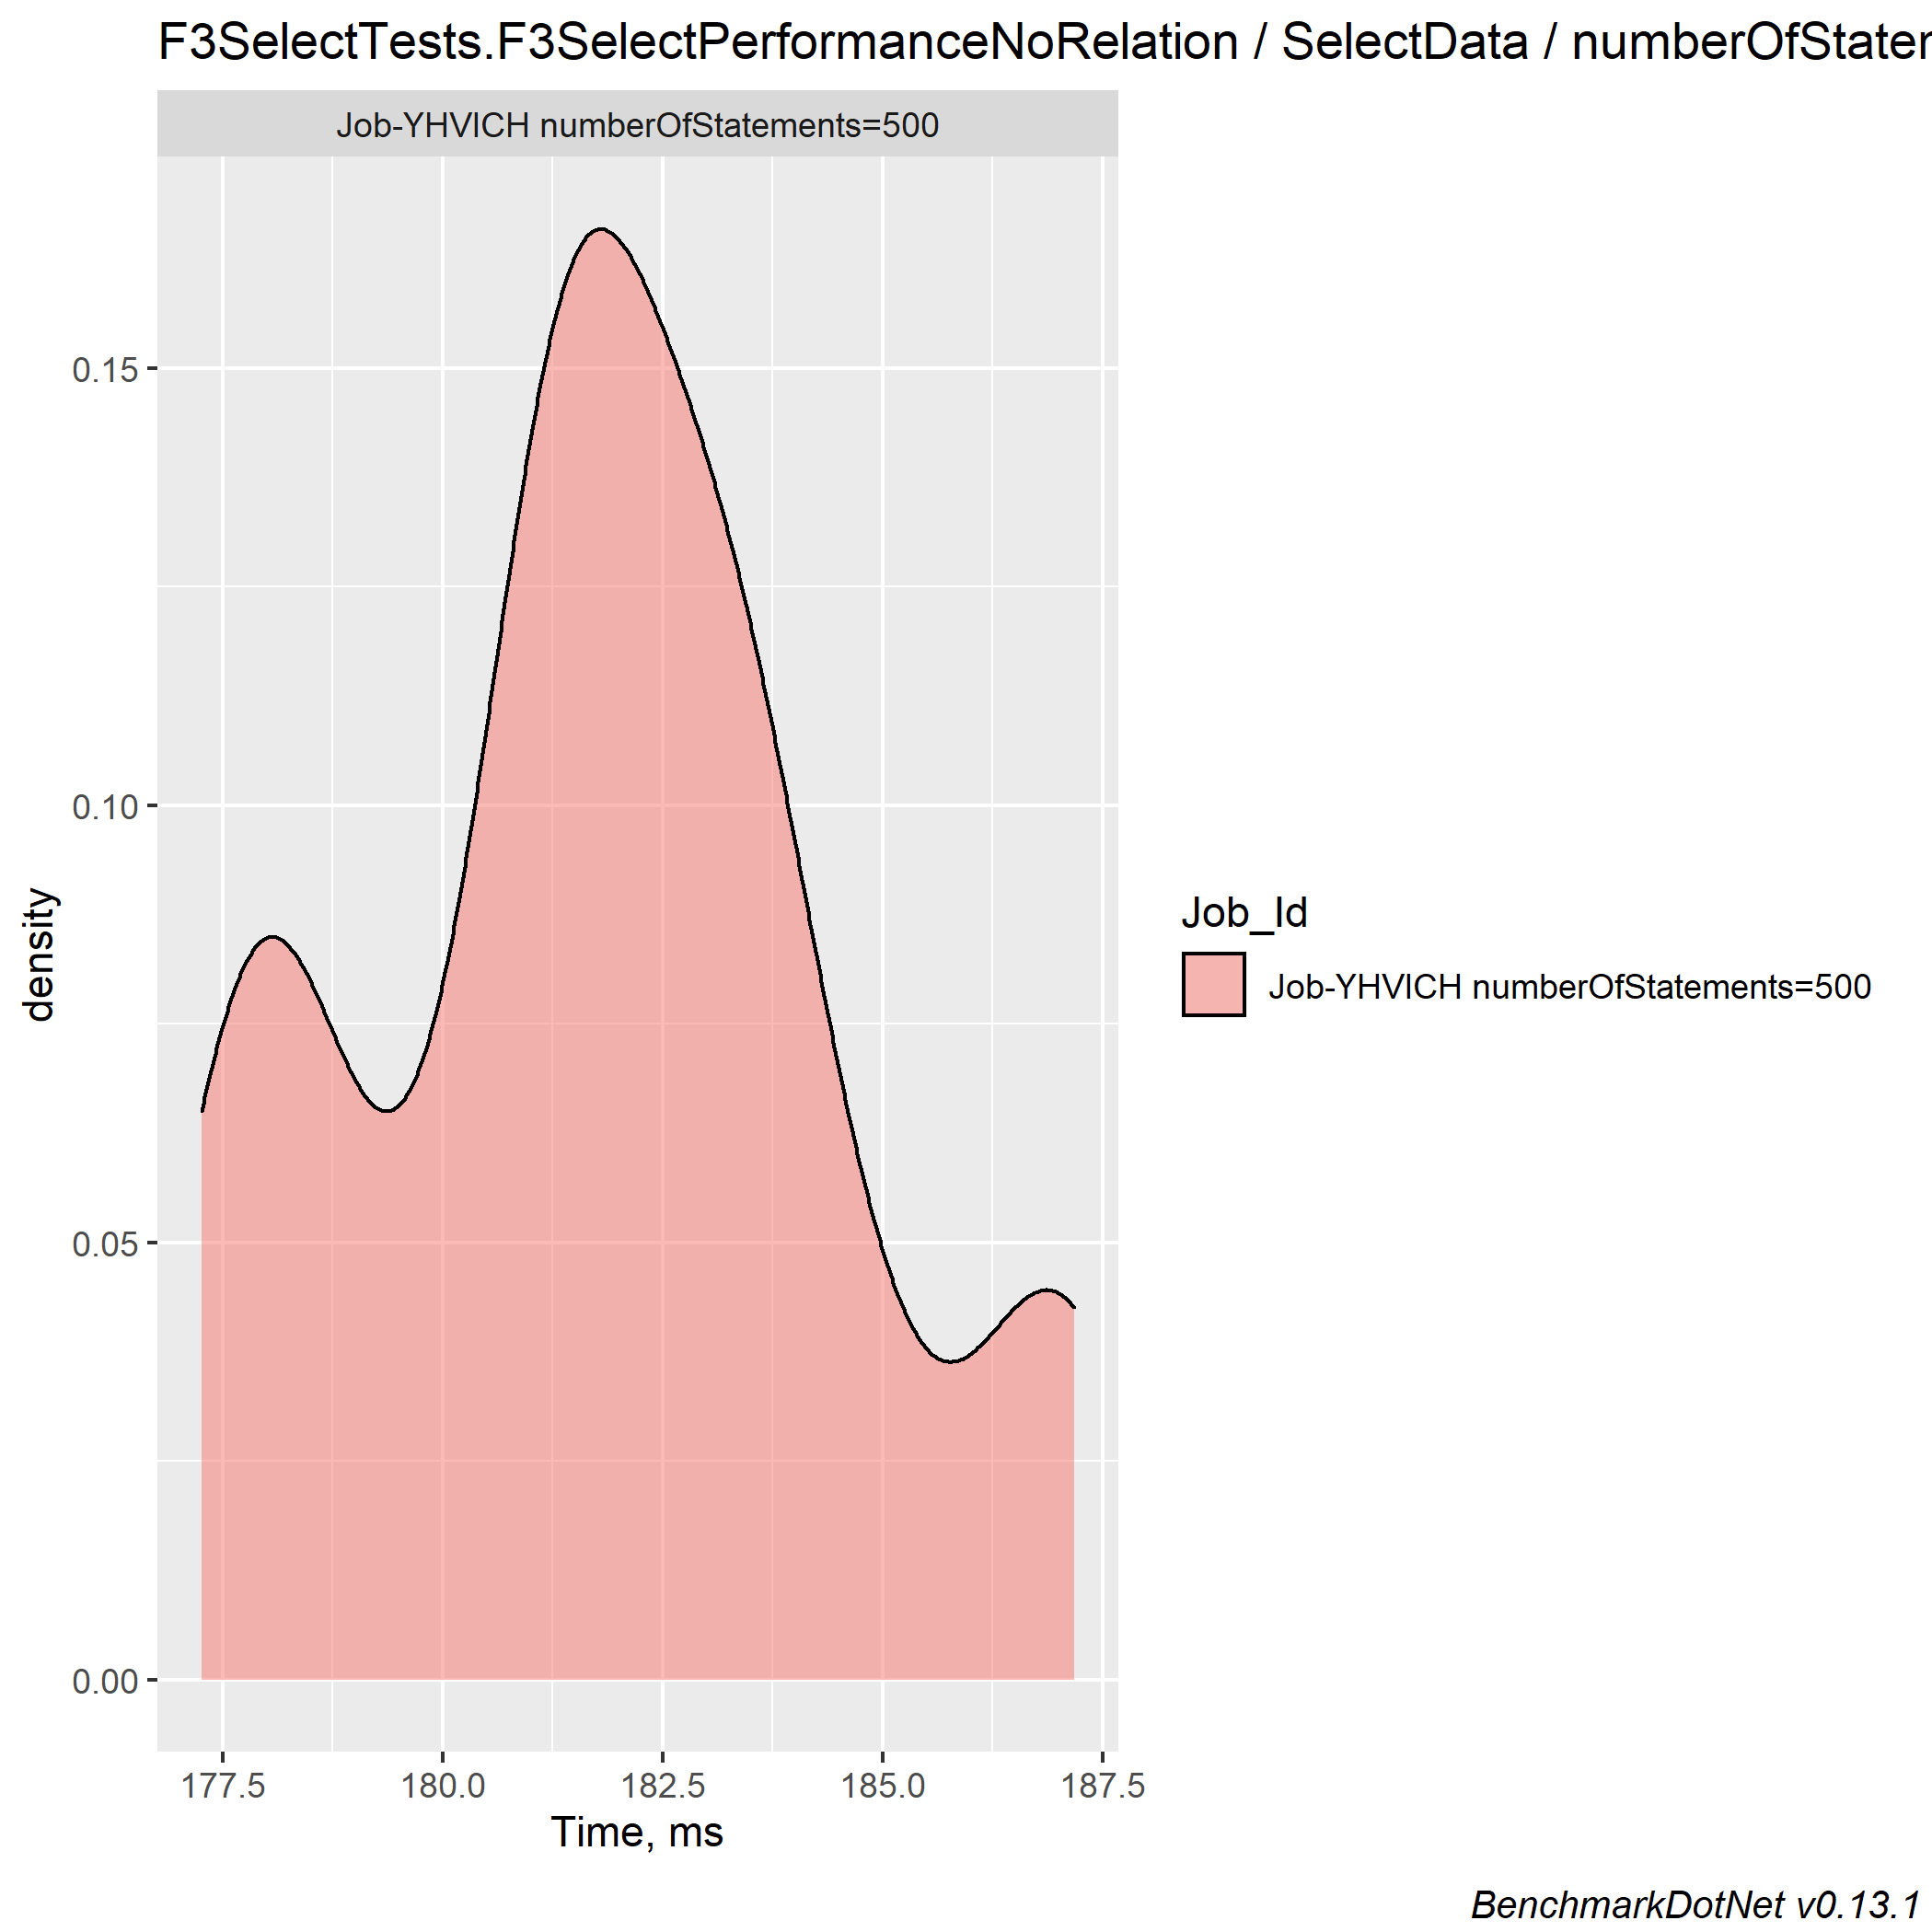 F3SelectTests.F3SelectPerformanceNoRelation / SelectData / numberOfStatem
Job-YHVICH numberOfStatements=500
0.15
0.10
0.05
0.00
density
177.5 180.0 182.5 185.0 187.5
Time, ms
Job_Id
Job-YHVICH numberOfStatements=500
BenchmarkDotNet v0.13.1